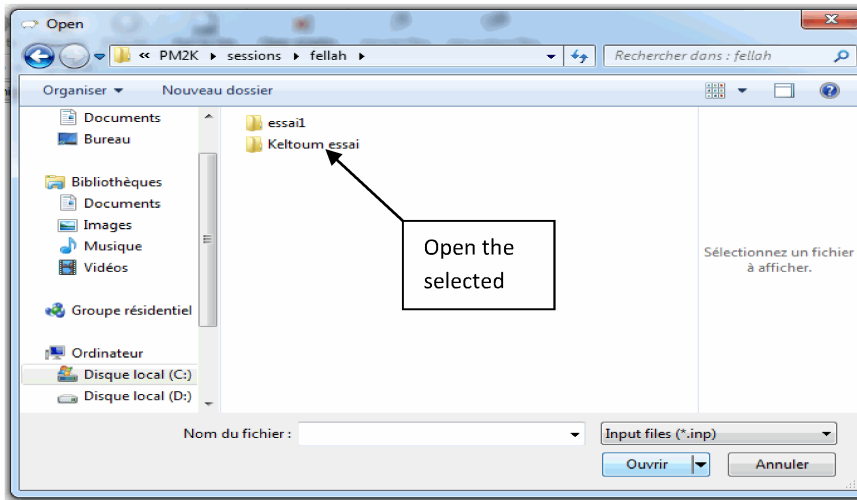 Open
« PM2K sessions fellah
Rechercher dans : fellah
Organiser
Nouveau dossier
Documents
Bureau
Bibliothèques
Documents
Images
Musique
Vidéos
Groupe résidentiel
Ordinateur
Disque local (C:)
Disque local (D:)
essai1
Keltoum essai
Open the
selected
Sélectionnez un fichier
à afficher.
Nom du fichier :
Input files (*.inp)
Ouvrir
Annuler